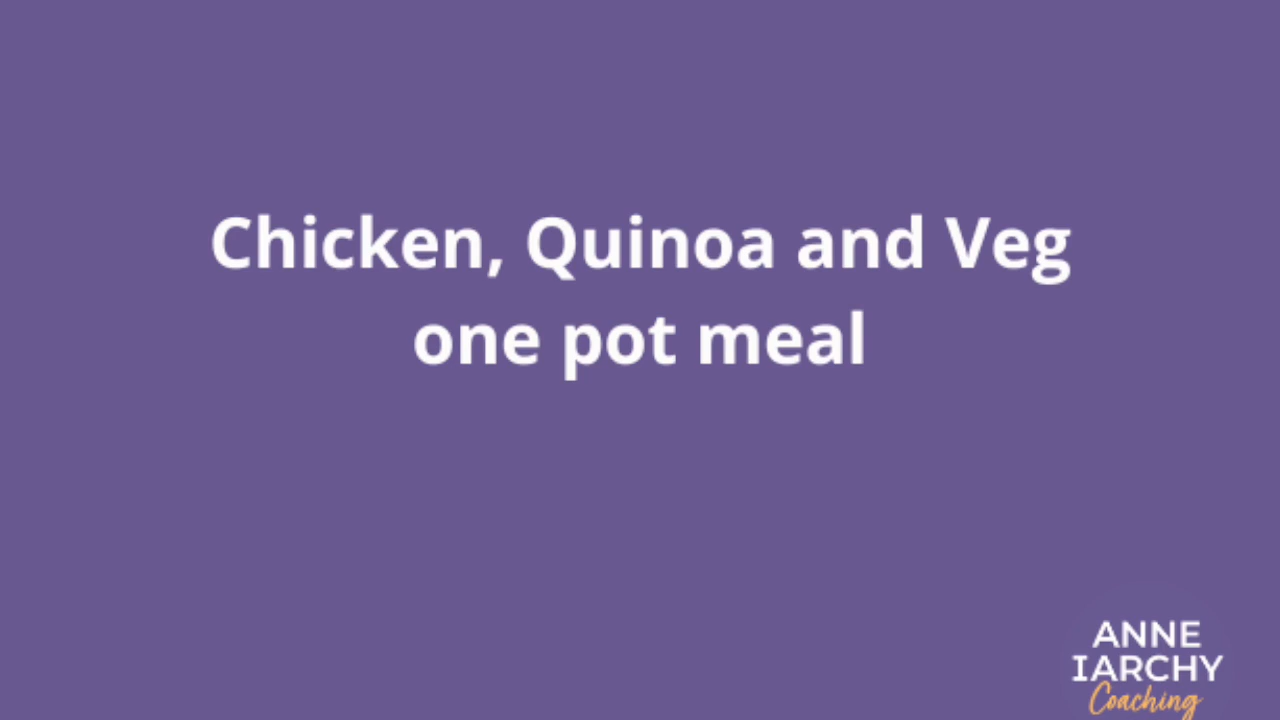 Chicken, Quinoa and Veg
one pot meal
ANNE
IARCHY
Coaching